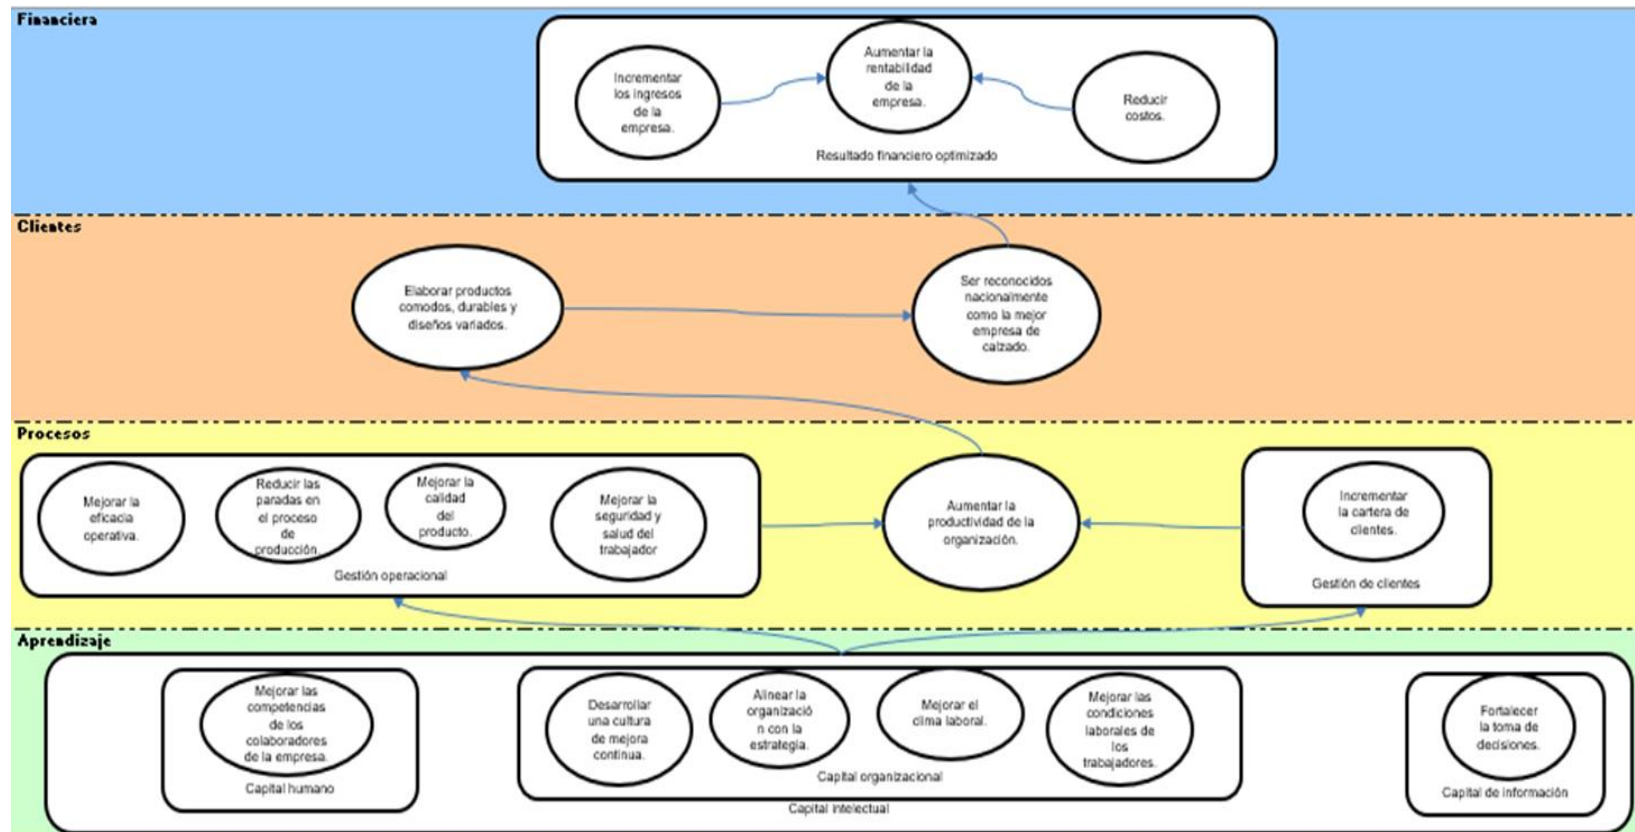 Financiera
Incrementar
los ingresos
de la
empresa.
Aumentar la
rentabilidad
de la
empresa.
Reducir
costos.
Resultado financiero optimizado
Clientes
Elaborar productos
comodos, durables y
diseños variados.
Ser reconocidos
nacionalmente
como la mejor
empresa de
calzado.
Procesos
Mejorar la
eficacia
operativa.
Reducir las
paradas en
el proceso
de
producción.
Mejorar la
calidad
del
producto.
Mejorar la
seguridad y
salud del
trabajador
Gestión operacional
Aumentar la
productividad de la
organización.
Incrementar
la cartera de
clientes.
Gestión de clientes
Aprendizaje
Mejorar las
competencias
de los
colaboradores
de la empresa.
Capital humano
Desarrollar
una cultura
de mejora
continua.
Alinear la
organizació
n con la
estrategia.
Mejorar el
clima laboral.
Mejorar las
condiciones
laborales de
los
trabajadores.
Capital organizacional
Fortalecer
la toma de
decisiones.
Capital de información
Capital intelectual